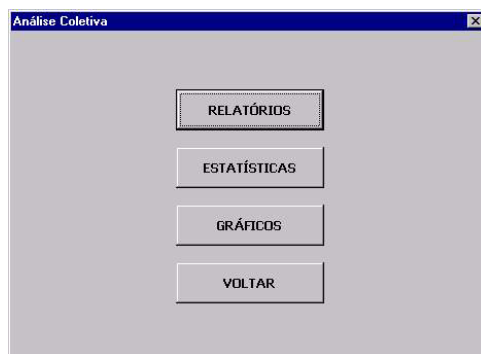 Análise Coletiva
RELATÓRIOS
ESTATÍSTICAS
GRÁFICOS
VOLTAR